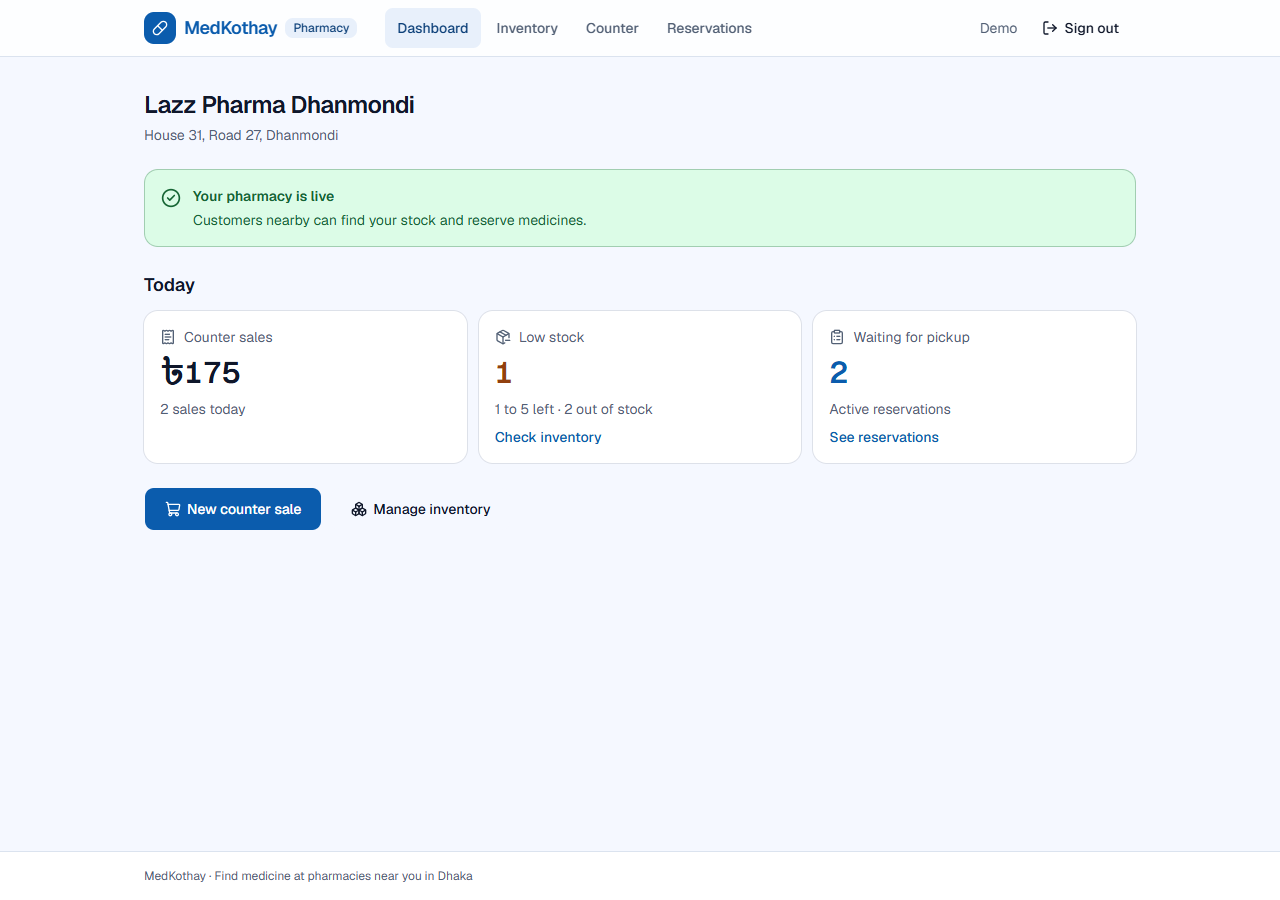 MedKothay Pharmacy Dashboard Inventory Counter Reservations Demo Sign out
Lazz Pharma Dhanmondi
House 31, Road 27, Dhanmondi
Your pharmacy is live
Customers nearby can find your stock and reserve medicines.
Today
Counter sales
৳175
2 sales today
Low stock
1
1 to 5 left · 2 out of stock
Check inventory
Waiting for pickup
2
Active reservations
See reservations
New counter sale Manage inventory
MedKothay · Find medicine at pharmacies near you in Dhaka